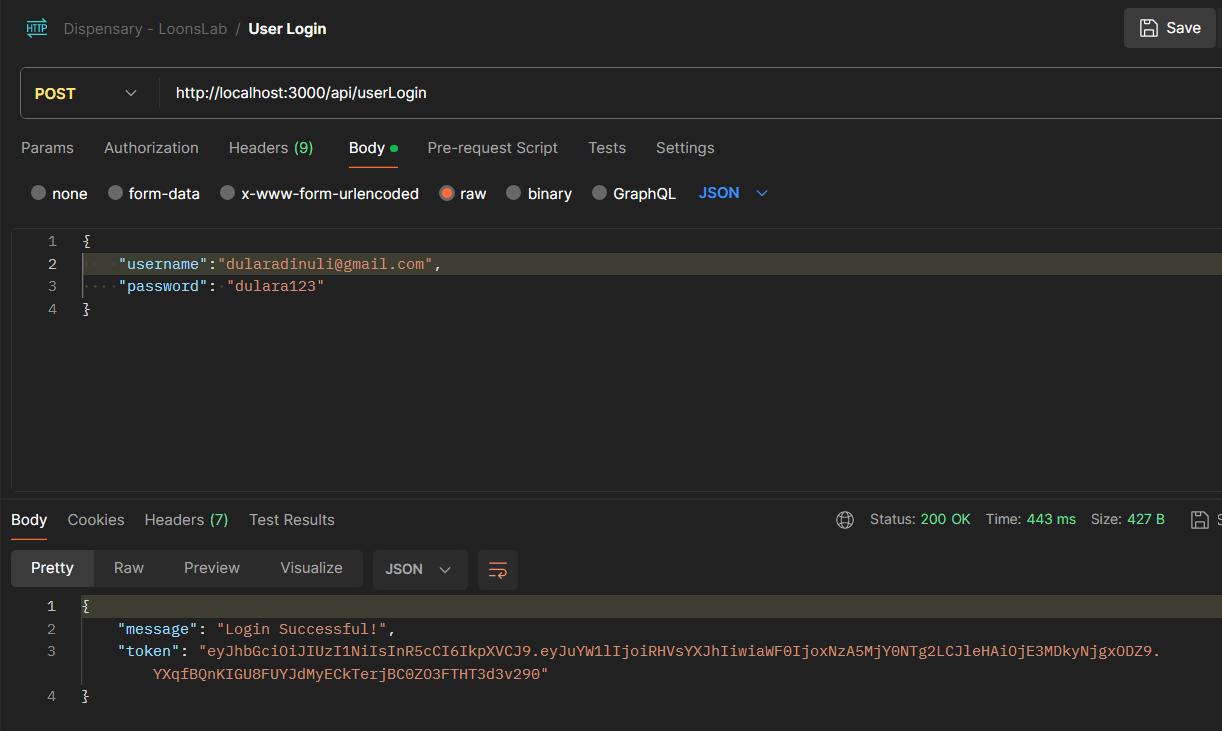 HTTP Dispensary - LoonsLab / User Login Save
POST http://localhost:3000/api/userLogin
Params Authorization Headers (9) Body Pre-request Script Tests Settings
none form-data x-www-form-urlencoded raw binary GraphQL JSON
1 {
2 "username":"dularadinuli@gmail.com",
3 "password": "dulara123"
4 }
Body Cookies Headers (7) Test Results Status: 200 OK Time: 443 ms Size: 427 B S
Pretty Raw Preview Visualize JSON
1 {
2 "message": "Login Successful!",
3 "token": "eyJhbGciOiJIUzI1NiIsInR5cCI6IkpXVCJ9.eyJuYW1lIjoiRHVsYXJhIiwiaWF0IjoxNzA5MjY0NTg2LCJleHAiOjE3MDkyNjgxODZ9.
YXqfBQnKIGU8FUYJdMyECkTerjBC0ZO3FTHT3d3v290"
4 }